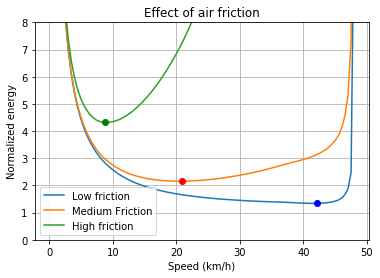 Effect of air friction
8
7
6
5
4
3
2
1
0
Normalized energy
Low friction
Medium Friction
High friction
0 10 20 30 40 50
Speed (km/h)